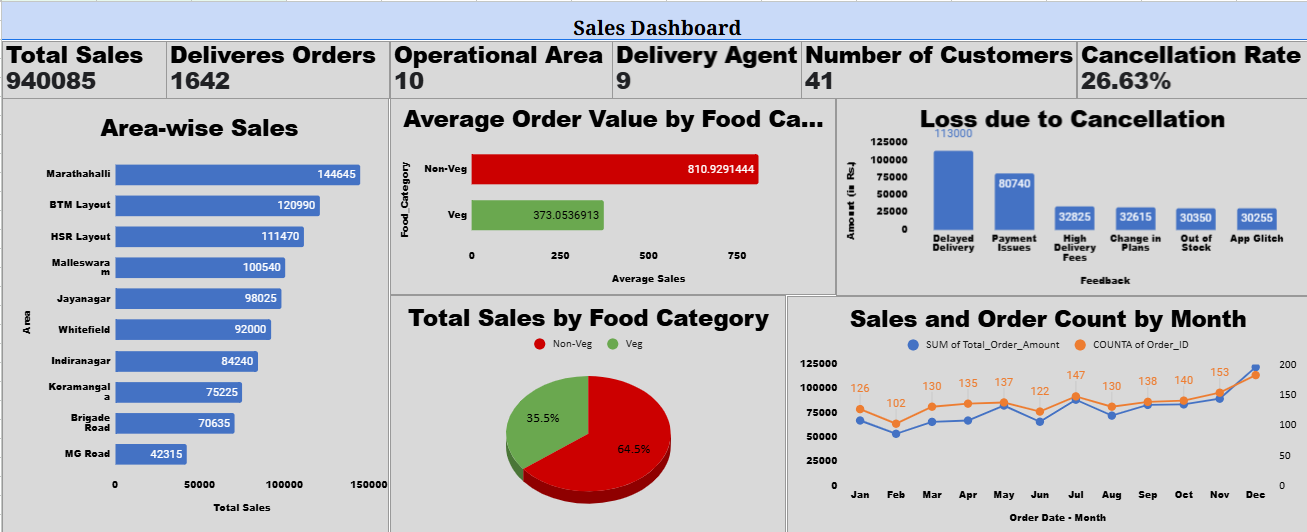 Sales Dashboard
Total Sales
940085
Deliveres Orders
1642
Operational Area
10
Delivery Agent
9
Number of Customers
41
Cancellation Rate
26.63%
Area-wise Sales
Area
Marathahalli
144645
BTM Layout
120990
HSR Layout
111470
Malleswara
m
100540
Jayanagar
98025
Whitefield
92000
Indiranagar
84240
Koramangal
a
75225
Brigade
Road
70635
MG Road
42315
0 50000 100000 150000
Total Sales
Average Order Value by Food Ca...
Food_Category
Non-Veg
810.9291444
Veg
373.0536913
0 250 500 750
Average Sales
Loss due to Cancellation
Amount (in Rs.)
125000
100000
75000
50000
25000
0
113000
80740
32825
32615
30350
30255
Delayed
Delivery
Payment
Issues
High
Delivery
Fees
Change in
Plans
Out of
Stock
App Glitch
Feedback
Total Sales by Food Category
Non-Veg Veg
35.5%
64.5%
Sales and Order Count by Month
SUM of Total_Order_Amount COUNTA of Order_ID
125000
100000
75000
50000
25000
0
126 102 130 135 137 122 147 130 138 140 153
200
150
100
50
0
Jan Feb Mar Apr May Jun Jul Aug Sep Oct Nov Dec
Order Date - Month